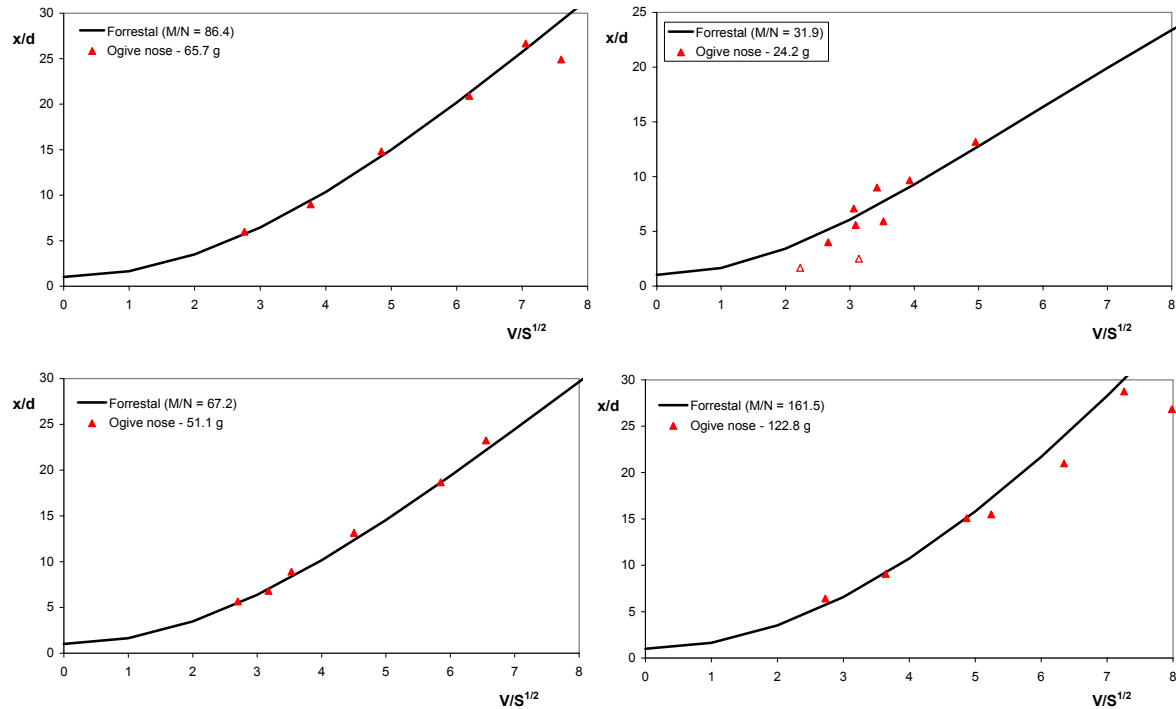 30
25
20
15
10
5
0
x/d
Forrestal (M/N = 86.4)
Ogive nose - 65.7 g
0 1 2 3 4 5 6 7 8
V/S^1/2
25
20
15
10
5
0
x/d
Forrestal (M/N = 31.9)
Ogive nose - 24.2 g
0 1 2 3 4 5 6 7 8
V/S^1/2
30
25
20
15
10
5
0
x/d
Forrestal (M/N = 67.2)
Ogive nose - 51.1 g
0 1 2 3 4 5 6 7 8
V/S^1/2
30
25
20
15
10
5
0
x/d
Forrestal (M/N = 161.5)
Ogive nose - 122.8 g
0 1 2 3 4 5 6 7 8
V/S^1/2